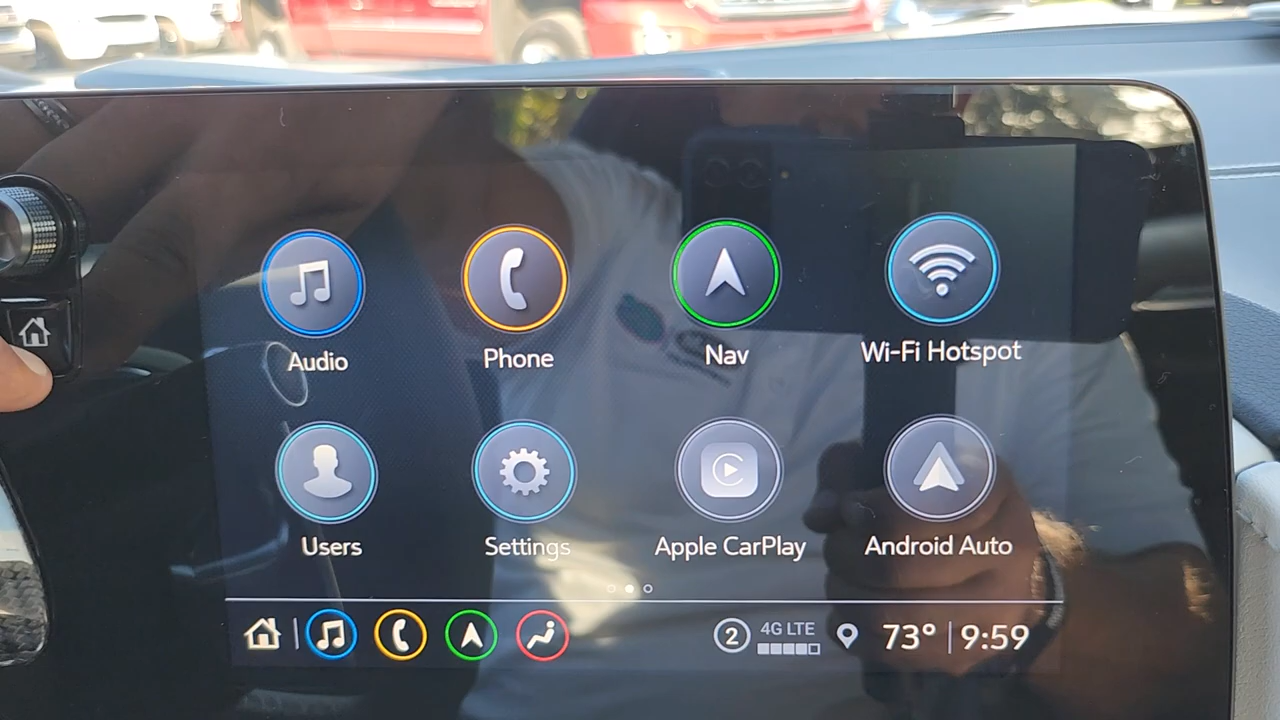 Audio
Phone
Nav
Wi-Fi Hotspot
Users
Settings
Apple CarPlay
Android Auto
2
4G LTE
73° 9:59